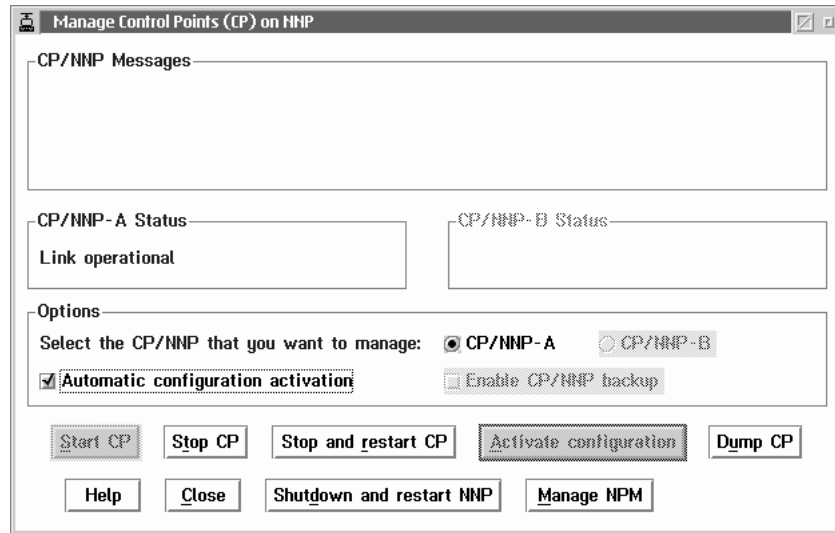 Manage Control Points (CP) on NNP
CP/NNP Messages
CP/NNP-A Status
CP/NNP-B Status
Link operational
Options
Select the CP/NNP that you want to manage: CP/NNP-A CP/NNP-B
Automatic configuration activation Enable CP/NNP backup
Start CP Stop CP Stop and restart CP Activate configuration Dump CP
Help Close Shutdown and restart NNP Manage NPM